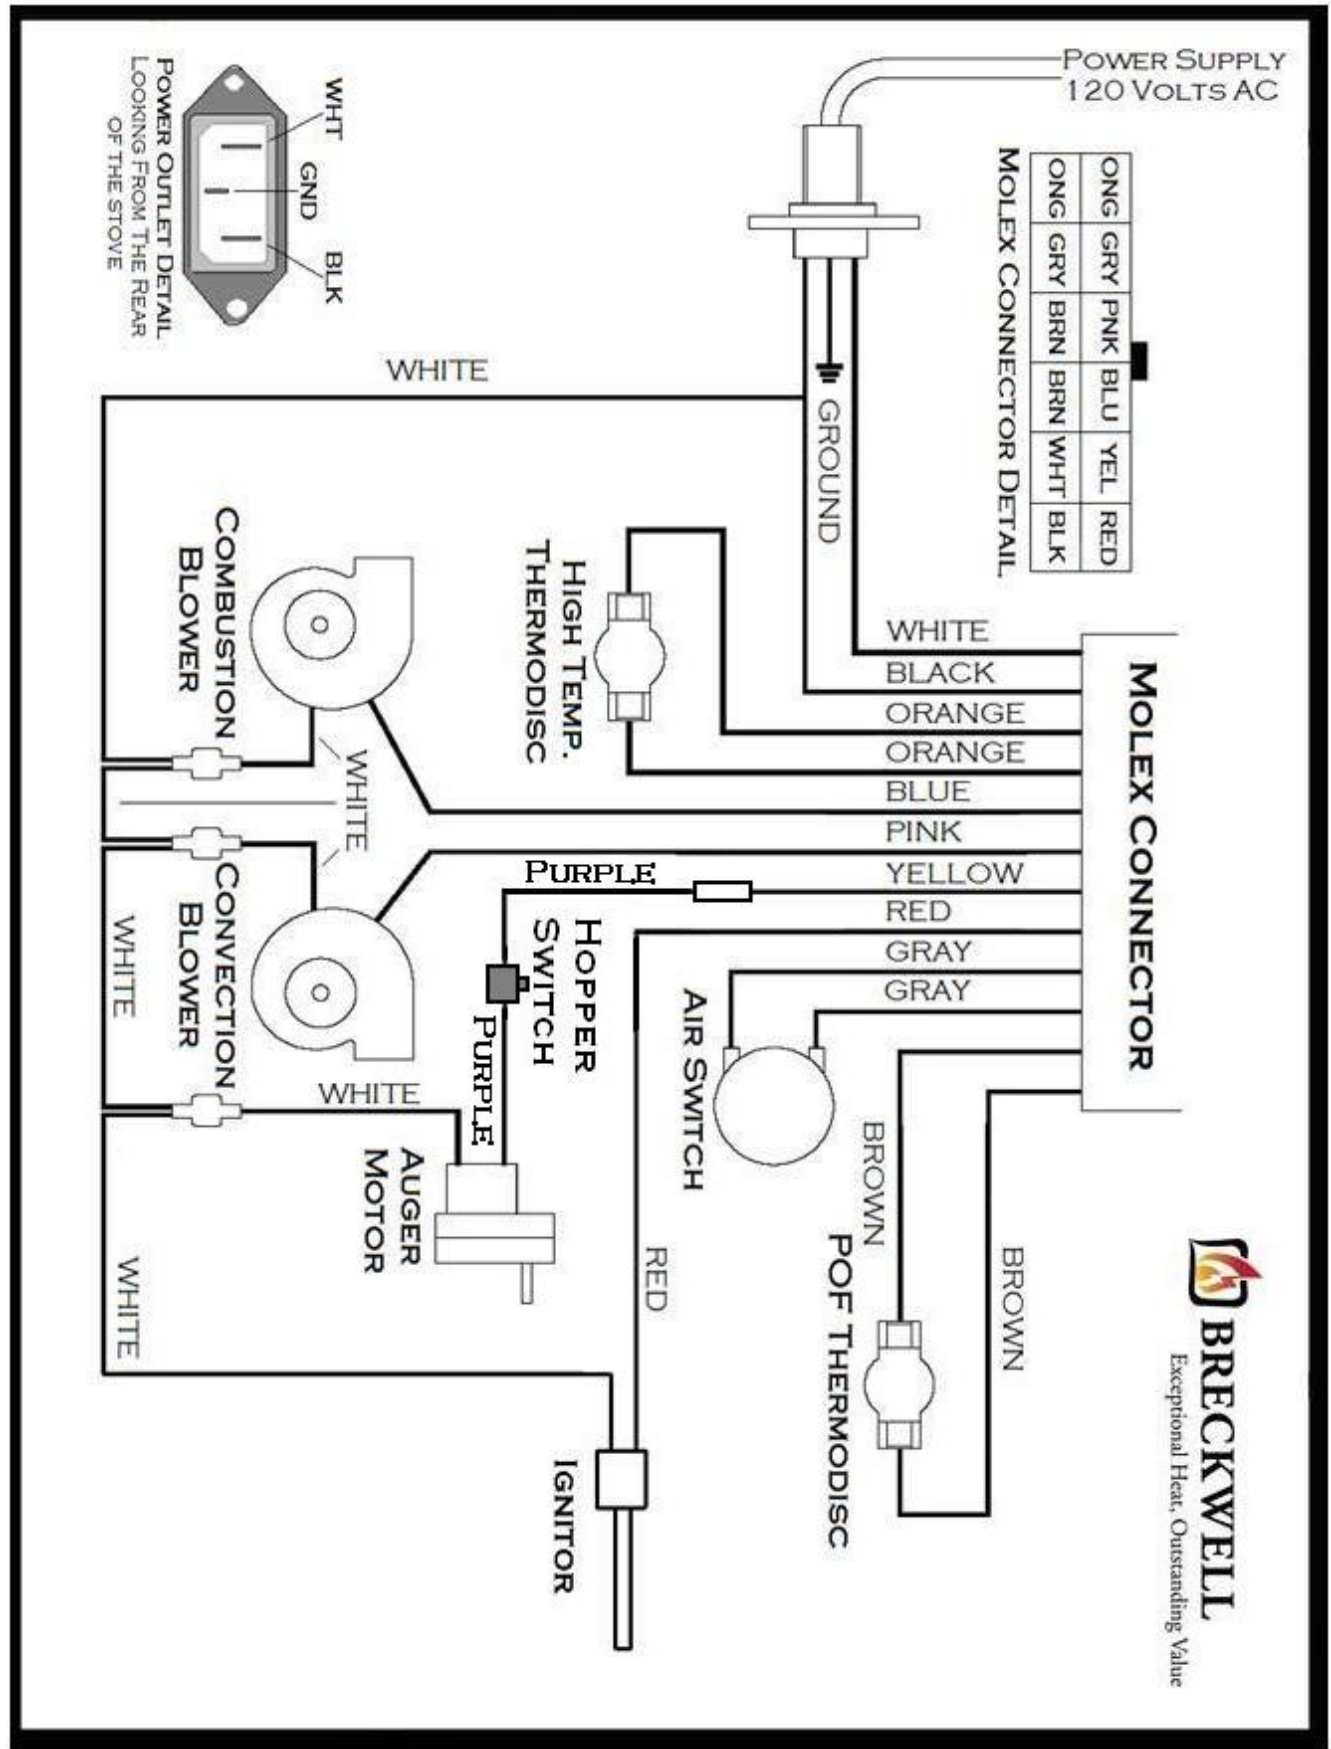 POWER SUPPLY
120 VOLTS AC
ONG GRY PNK BLU YEL RED
ONG GRY BRN BRN WHT BLK
MOLEX CONNECTOR DETAIL
WHT
GND
BLK
POWER OUTLET DETAIL
LOOKING FROM THE REAR
OF THE STOVE
WHITE
GROUND
HIGH TEMP.
THERMODISC
COMBUSTION
BLOWER
WHITE
BLACK
ORANGE
ORANGE
BLUE
PINK
YELLOW
RED
GRAY
GRAY
MOLEX CONNECTOR
WHITE
PURPLE
HOPPER
SWITCH
PURPLE
CONVECTION
BLOWER
WHITE
WHITE
AIR SWITCH
BROWN
BROWN
POF THERMODISC
AUGER
MOTOR
RED
WHITE
IGNITOR
BRECKWELL
Exceptional Heat, Outstanding Value